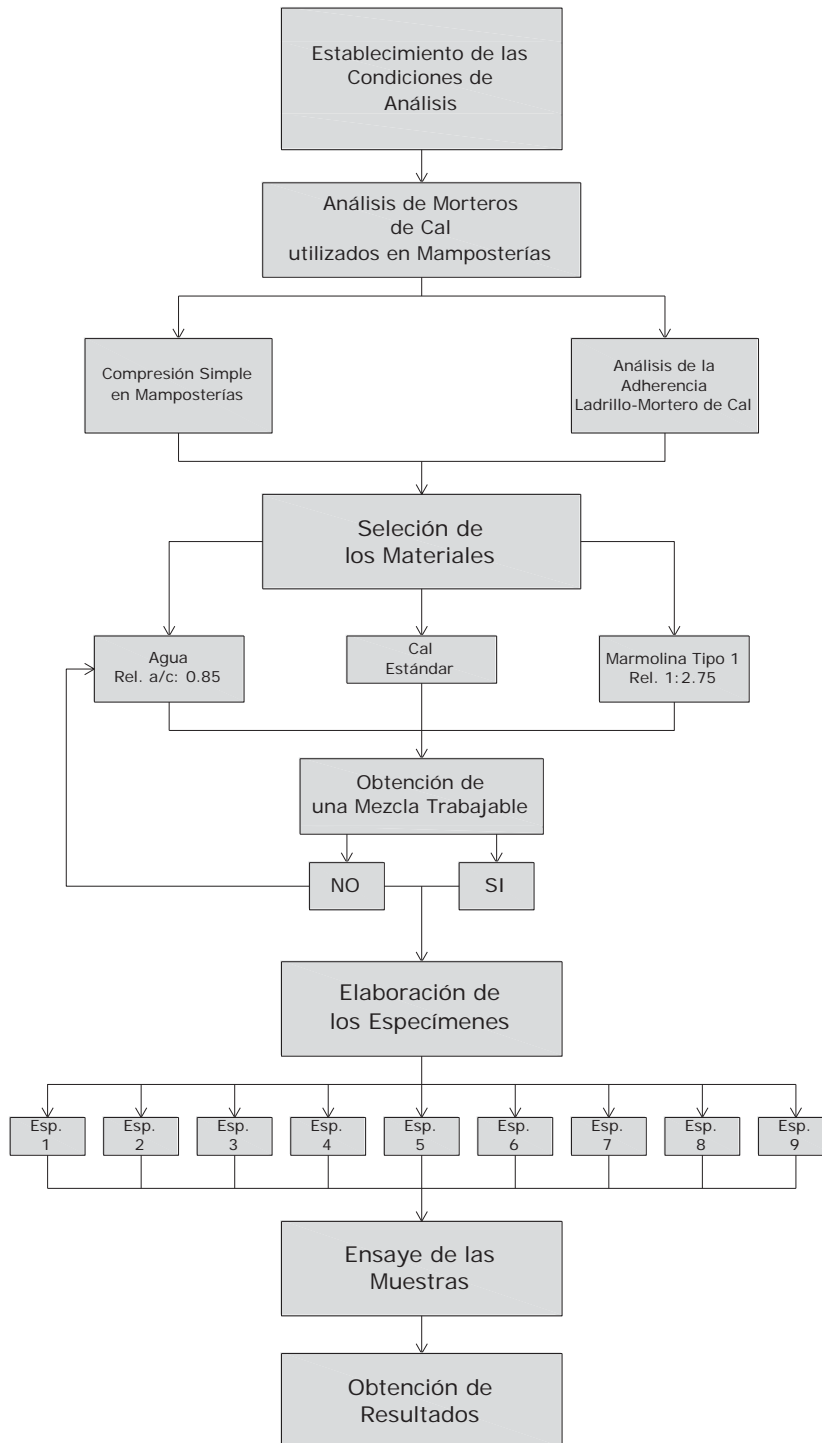 Establecimiento de las
Condiciones de
Análisis
Análisis de Morteros
de Cal
utilizados en Mamposterías
Compresión Simple
en Mamposterías
Análisis de la
Adherencia
Ladrillo-Mortero de Cal
Seleción de
los Materiales
Agua
Rel. a/c: 0.85
Cal
Estándar
Marmolina Tipo 1
Rel. 1:2.75
Obtención de
una Mezcla Trabajable
NO
SI
Elaboración de
los Especímenes
Esp.
1
Esp.
2
Esp.
3
Esp.
4
Esp.
5
Esp.
6
Esp.
7
Esp.
8
Esp.
9
Ensaye de las
Muestras
Obtención de
Resultados